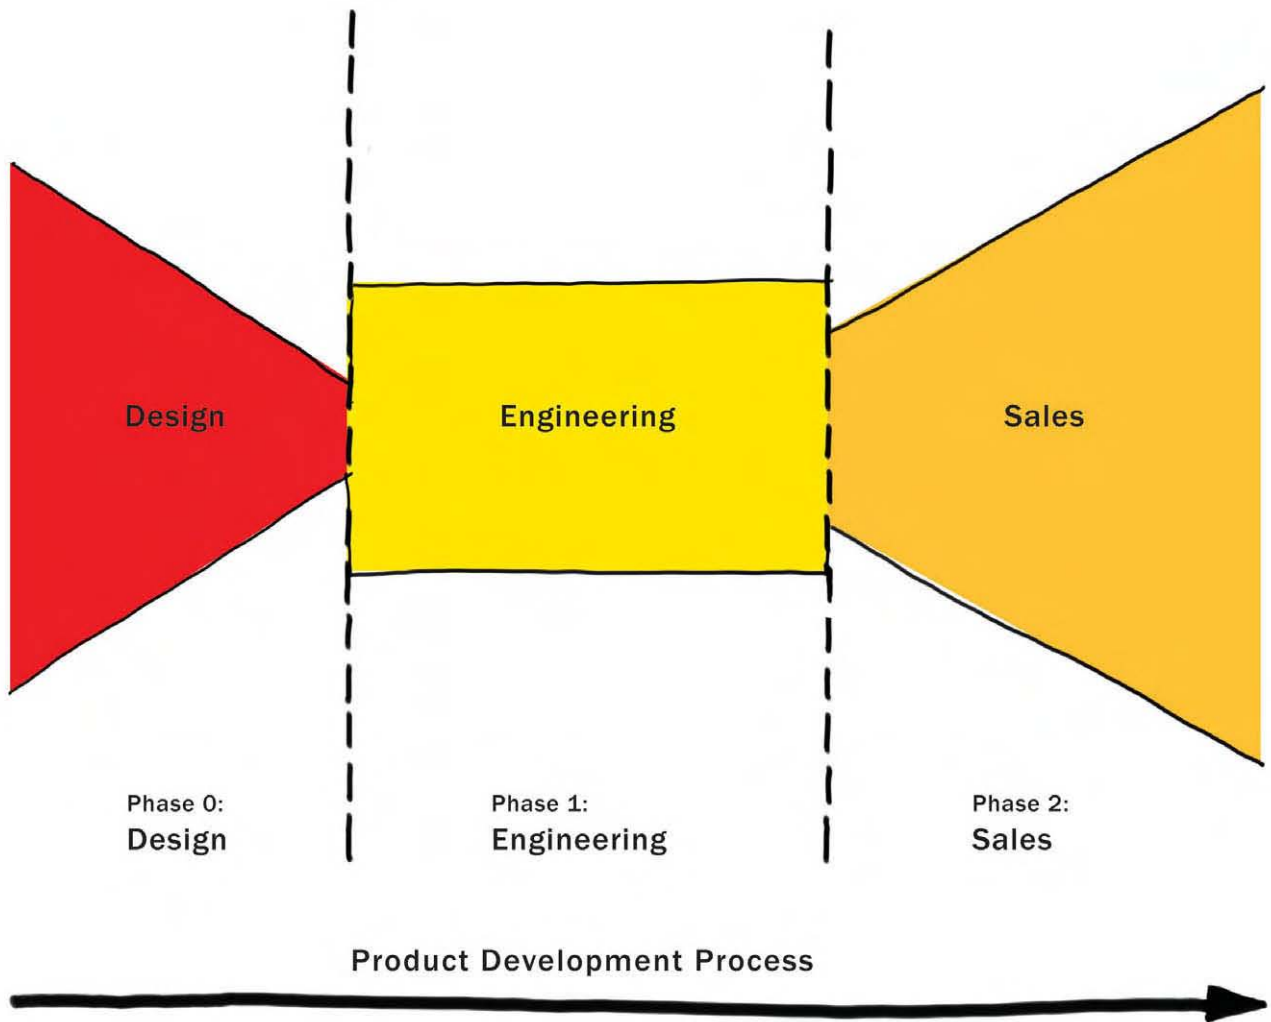 Design
Engineering
Sales
Phase 0:
Design
Phase 1:
Engineering
Phase 2:
Sales
Product Development Process